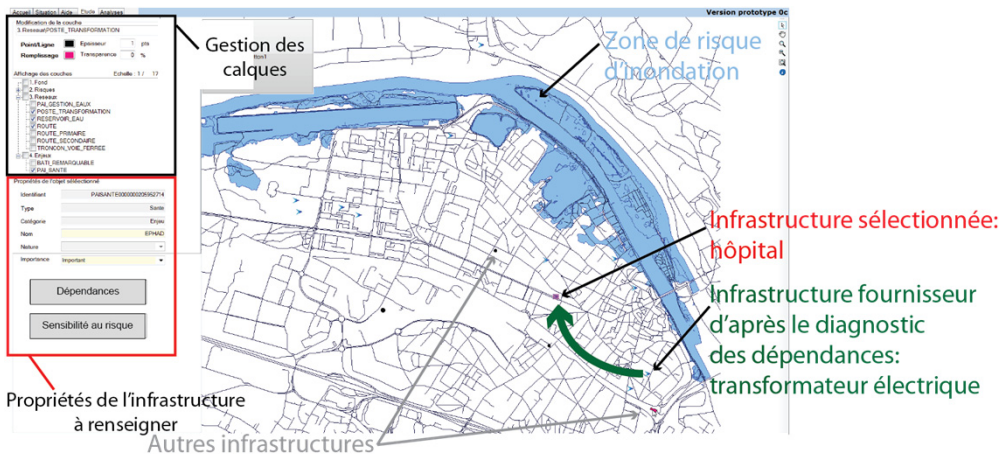 Accueil Situation Aide Etude Analyses
Version prototype 0c
Modification de la couche
3.Reseaux\POSTE_TRANSFORMATION
Point/Ligne Epaisseur 1 pts
Remplissage Transparence 0 %
Affichage des couches Echelle : 1 / 17
1. Fond
2. Risques
3. Reseaux
PAI_GESTION_EAUX
POSTE_TRANSFORMATION
RESERVOIR_EAU
ROUTE
ROUTE_PRIMAIRE
ROUTE_SECONDAIRE
TRONCON_VOIE_FERREE
4. Enjeux
BATI_REMARQUABLE
PAI_SANTE
Gestion des
calques
Zone de risque
d'inondation
Propriétés de l'objet sélectionné
Identifiant PAISANTE0000000205952714
Type Sante
Catégorie Enjeu
Nom EPHAD
Nature
Importance Important
Dépendances
Sensibilité au risque
Infrastructure sélectionnée:
hôpital
Infrastructure fournisseur
d'après le diagnostic
des dépendances:
transformateur électrique
Propriétés de l'infrastructure
à renseigner
Autres infrastructures